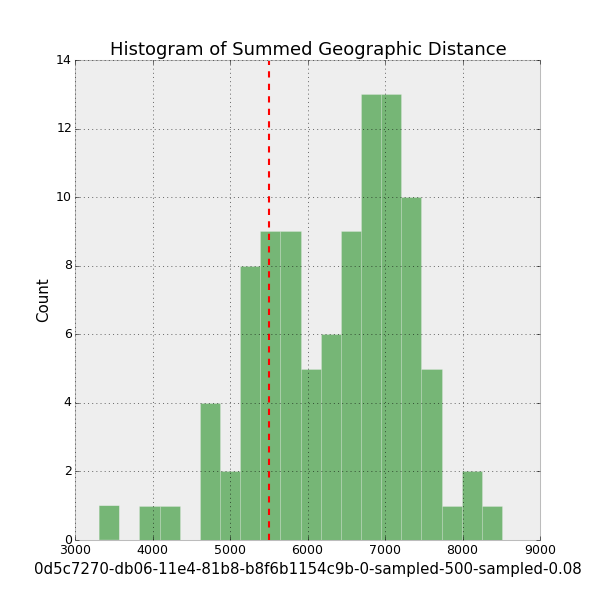 Histogram of Summed Geographic Distance
14
12
10
8
6
4
2
0
Count
3000 4000 5000 6000 7000 8000 9000
0d5c7270-db06-11e4-81b8-b8f6b1154c9b-0-sampled-500-sampled-0.08